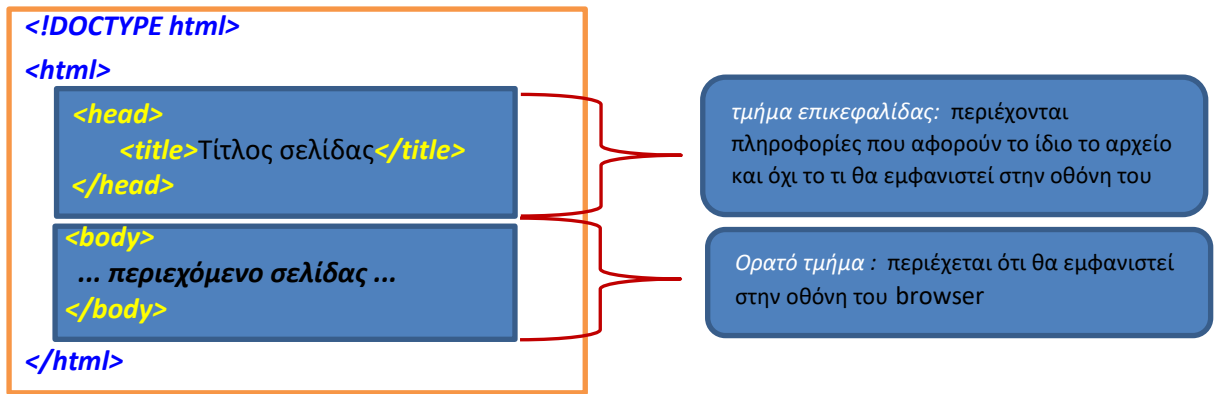 <!DOCTYPE html>
<html>
<head>
<title>Τίτλος σελίδας</title>
</head>
<body>
... περιεχόμενο σελίδας ...
</body>
</html>
τμήμα επικεφαλίδας: περιέχονται
πληροφορίες που αφορούν το ίδιο το αρχείο
και όχι το τι θα εμφανιστεί στην οθόνη του
Ορατό τμήμα : περιέχεται ότι θα εμφανιστεί
στην οθόνη του browser